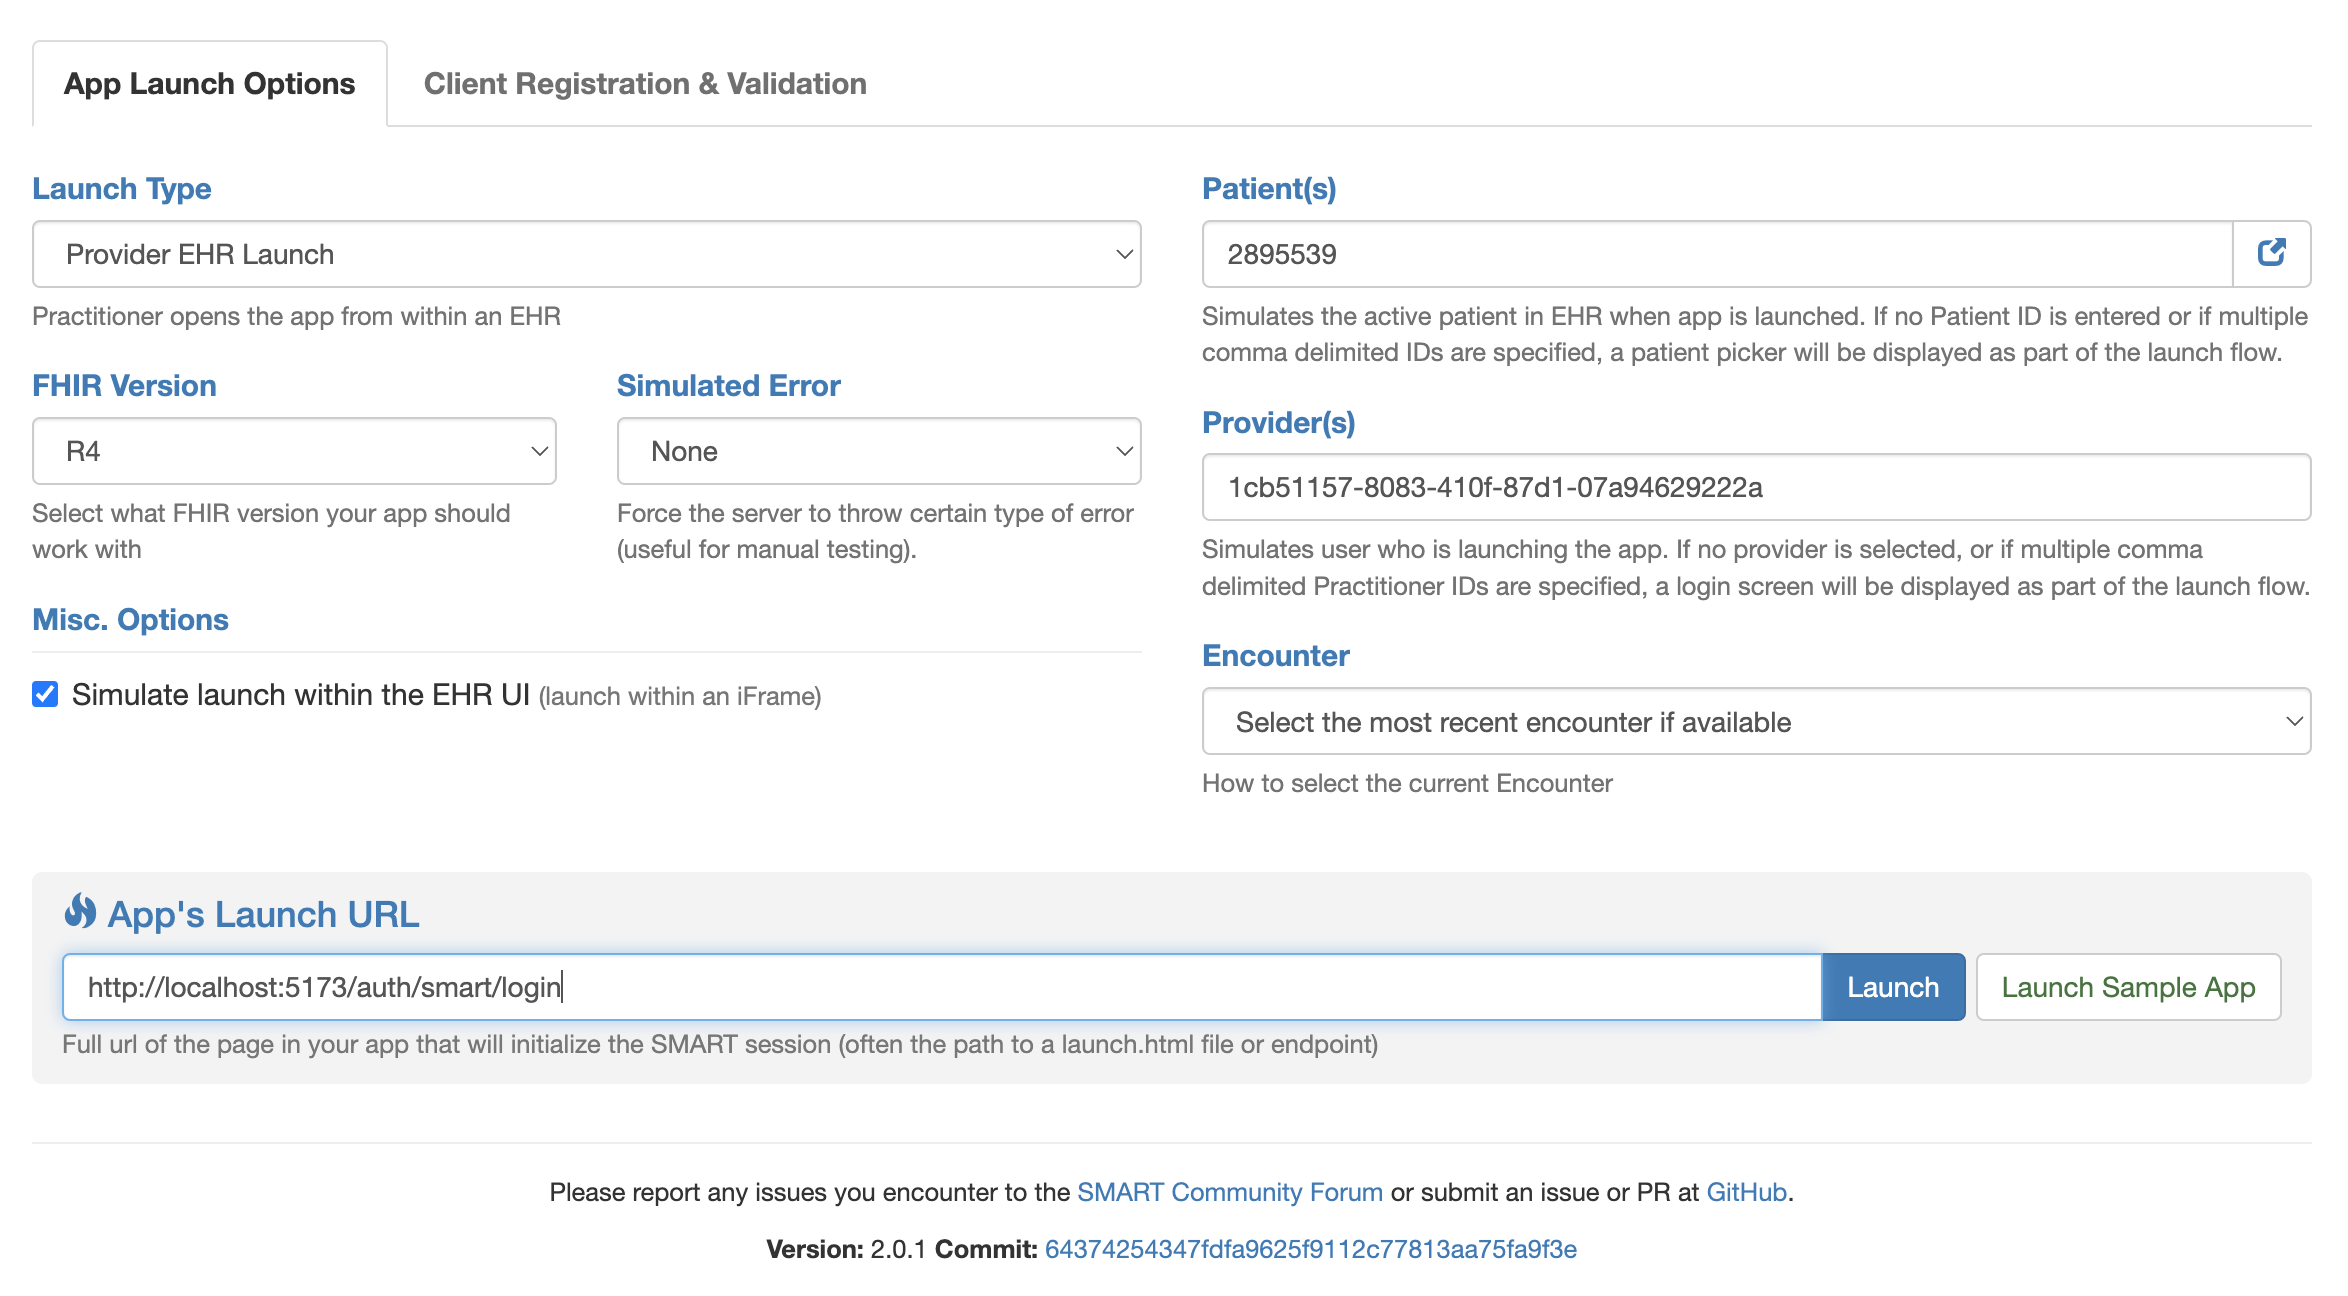 App Launch Options
Client Registration & Validation
Launch Type
Provider EHR Launch
Practitioner opens the app from within an EHR
FHIR Version
R4
Select what FHIR version your app should
work with
Simulated Error
None
Force the server to throw certain type of error
(useful for manual testing).
Misc. Options
Simulate launch within the EHR UI (launch within an iFrame)
Patient(s)
2895539
Simulates the active patient in EHR when app is launched. If no Patient ID is entered or if multiple
comma delimited IDs are specified, a patient picker will be displayed as part of the launch flow.
Provider(s)
1cb51157-8083-410f-87d1-07a94629222a
Simulates user who is launching the app. If no provider is selected, or if multiple comma
delimited Practitioner IDs are specified, a login screen will be displayed as part of the launch flow.
Encounter
Select the most recent encounter if available
How to select the current Encounter
App's Launch URL
http://localhost:5173/auth/smart/login
Launch
Launch Sample App
Full url of the page in your app that will initialize the SMART session (often the path to a launch.html file or endpoint)
Please report any issues you encounter to the SMART Community Forum or submit an issue or PR at GitHub.
Version: 2.0.1 Commit: 64374254347fdfa9625f9112c77813aa75fa9f3e